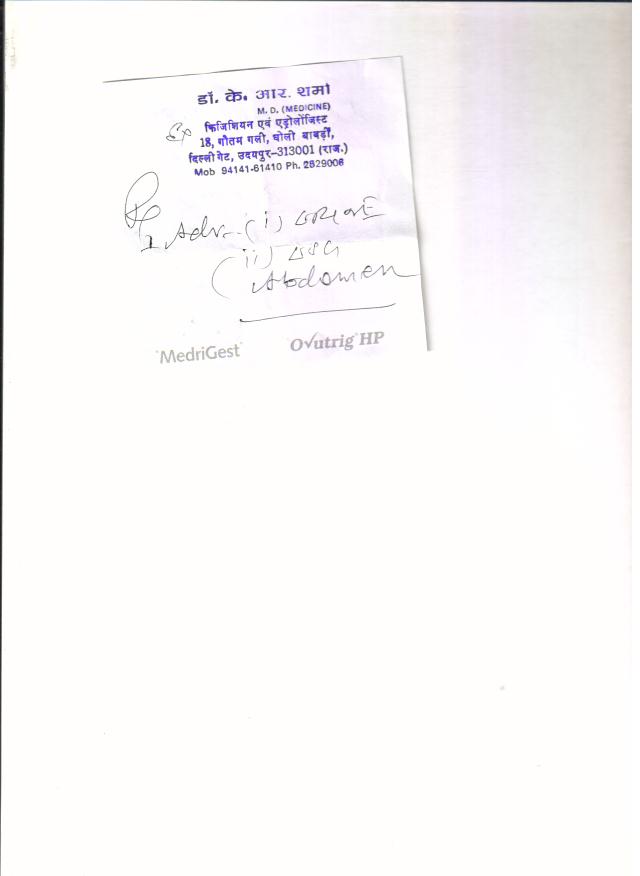 डॉ. के. आर. शर्मा
M. D. (MEDICINE)
Ex फिजिशियन एवं एन्ड्रोलोजिस्ट
18, गौतम गली, धोली बावड़ी,
दिल्ली गेट, उदयपुर–313001 (राज.)
Mob 94141-61410 Ph. 2529006
Adv. (i) URINE
(ii) USG
Abdomen
MedriGest Ovutrig HP